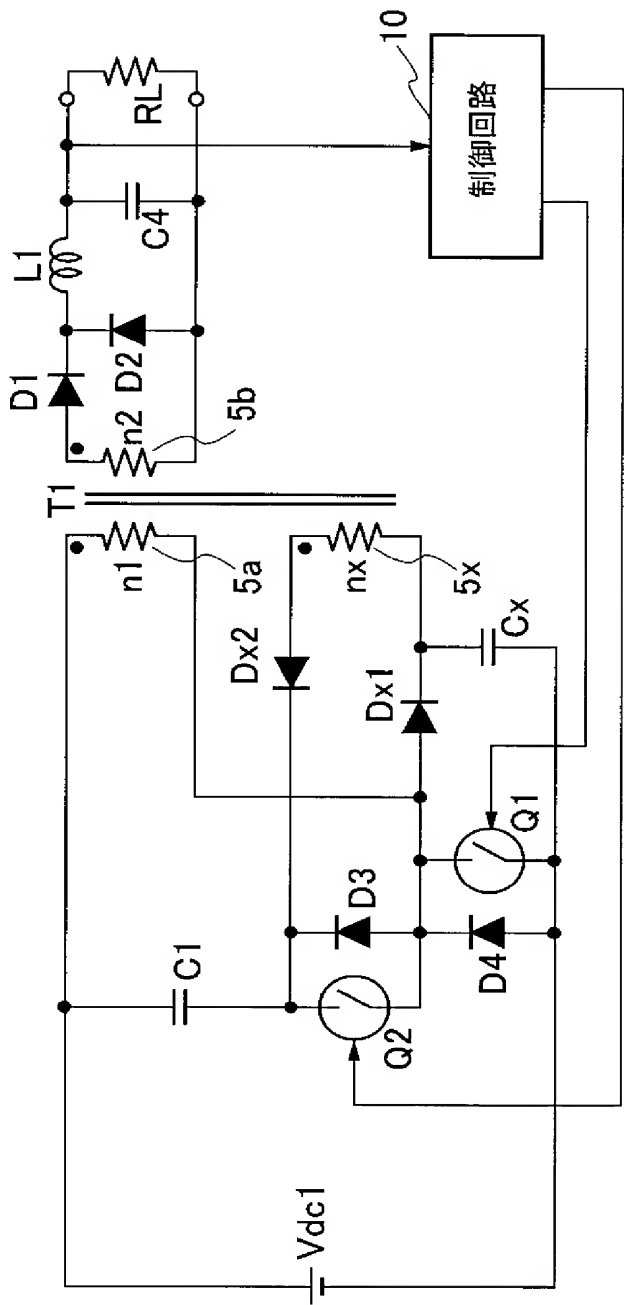 Vdc1
C1
Q2
D3
D4
Q1
Dx2
Dx1
Cx
nx
5x
n1
5a
T1
n2
5b
D1
D2
L1
C4
RL
10
制御回路